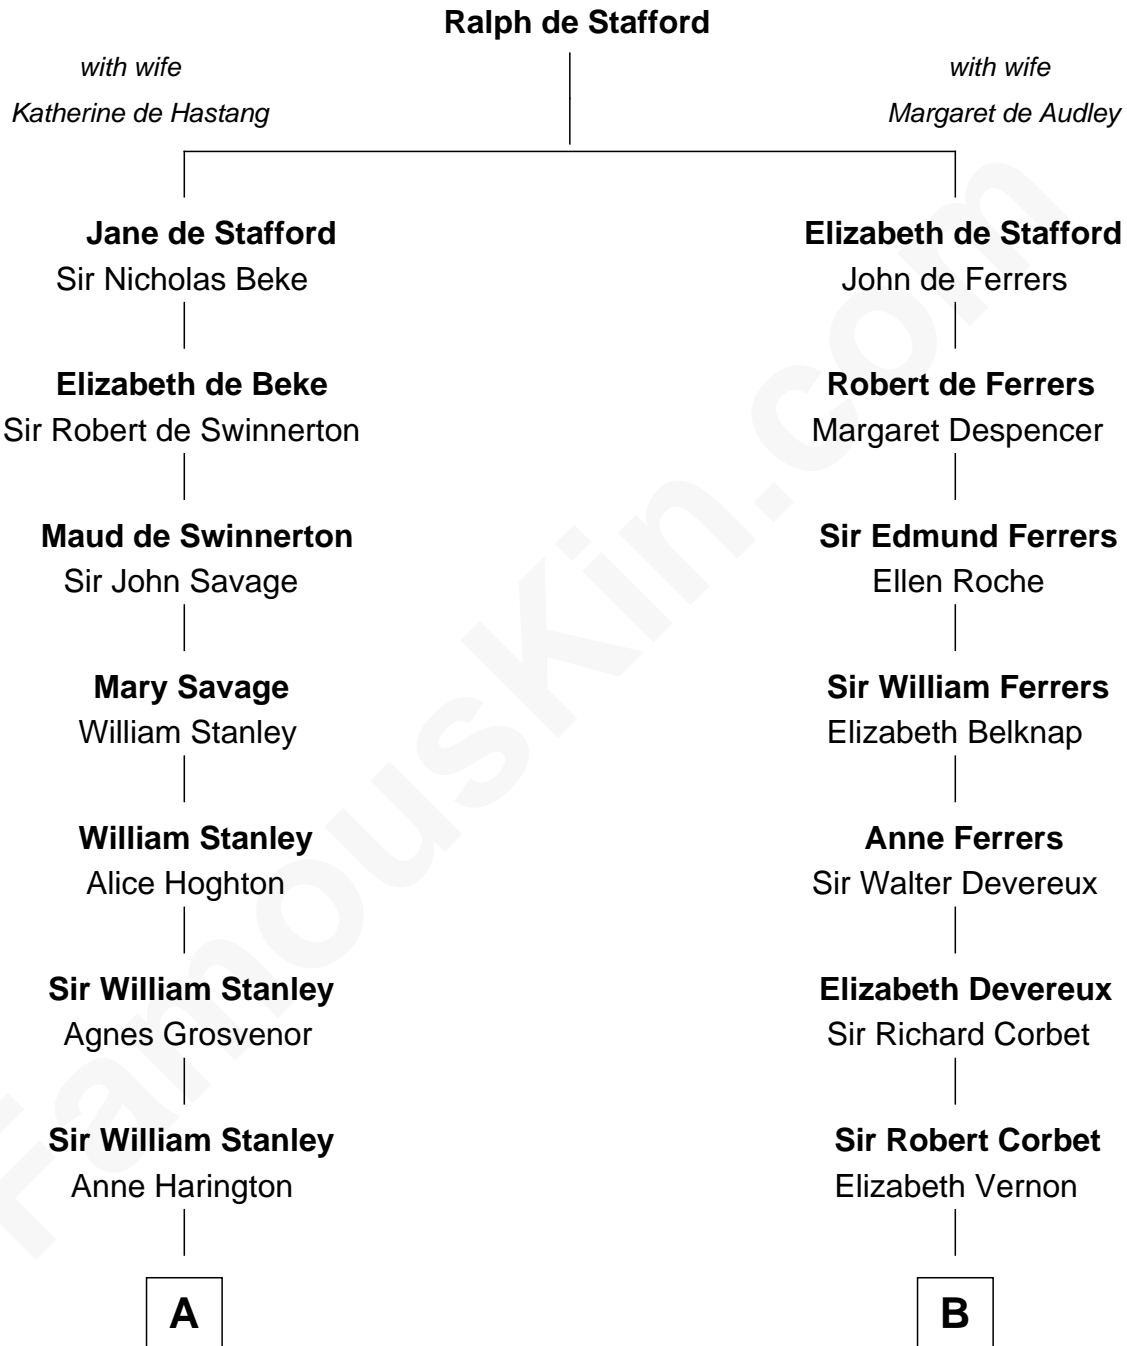 Ralph de Stafford
with wife
Katherine de Hastang
with wife
Margaret de Audley
Jane de Stafford
Sir Nicholas Beke
Elizabeth de Stafford
John de Ferrers
Elizabeth de Beke
Sir Robert de Swinnerton
Robert de Ferrers
Margaret Despencer
Maud de Swinnerton
Sir John Savage
Sir Edmund Ferrers
Ellen Roche
Mary Savage
William Stanley
Sir William Ferrers
Elizabeth Belknap
William Stanley
Alice Hoghton
Anne Ferrers
Sir Walter Devereux
Sir William Stanley
Agnes Grosvenor
Elizabeth Devereux
Sir Richard Corbet
Sir William Stanley
Anne Harington
Sir Robert Corbet
Elizabeth Vernon
A
B
FamousKin.com